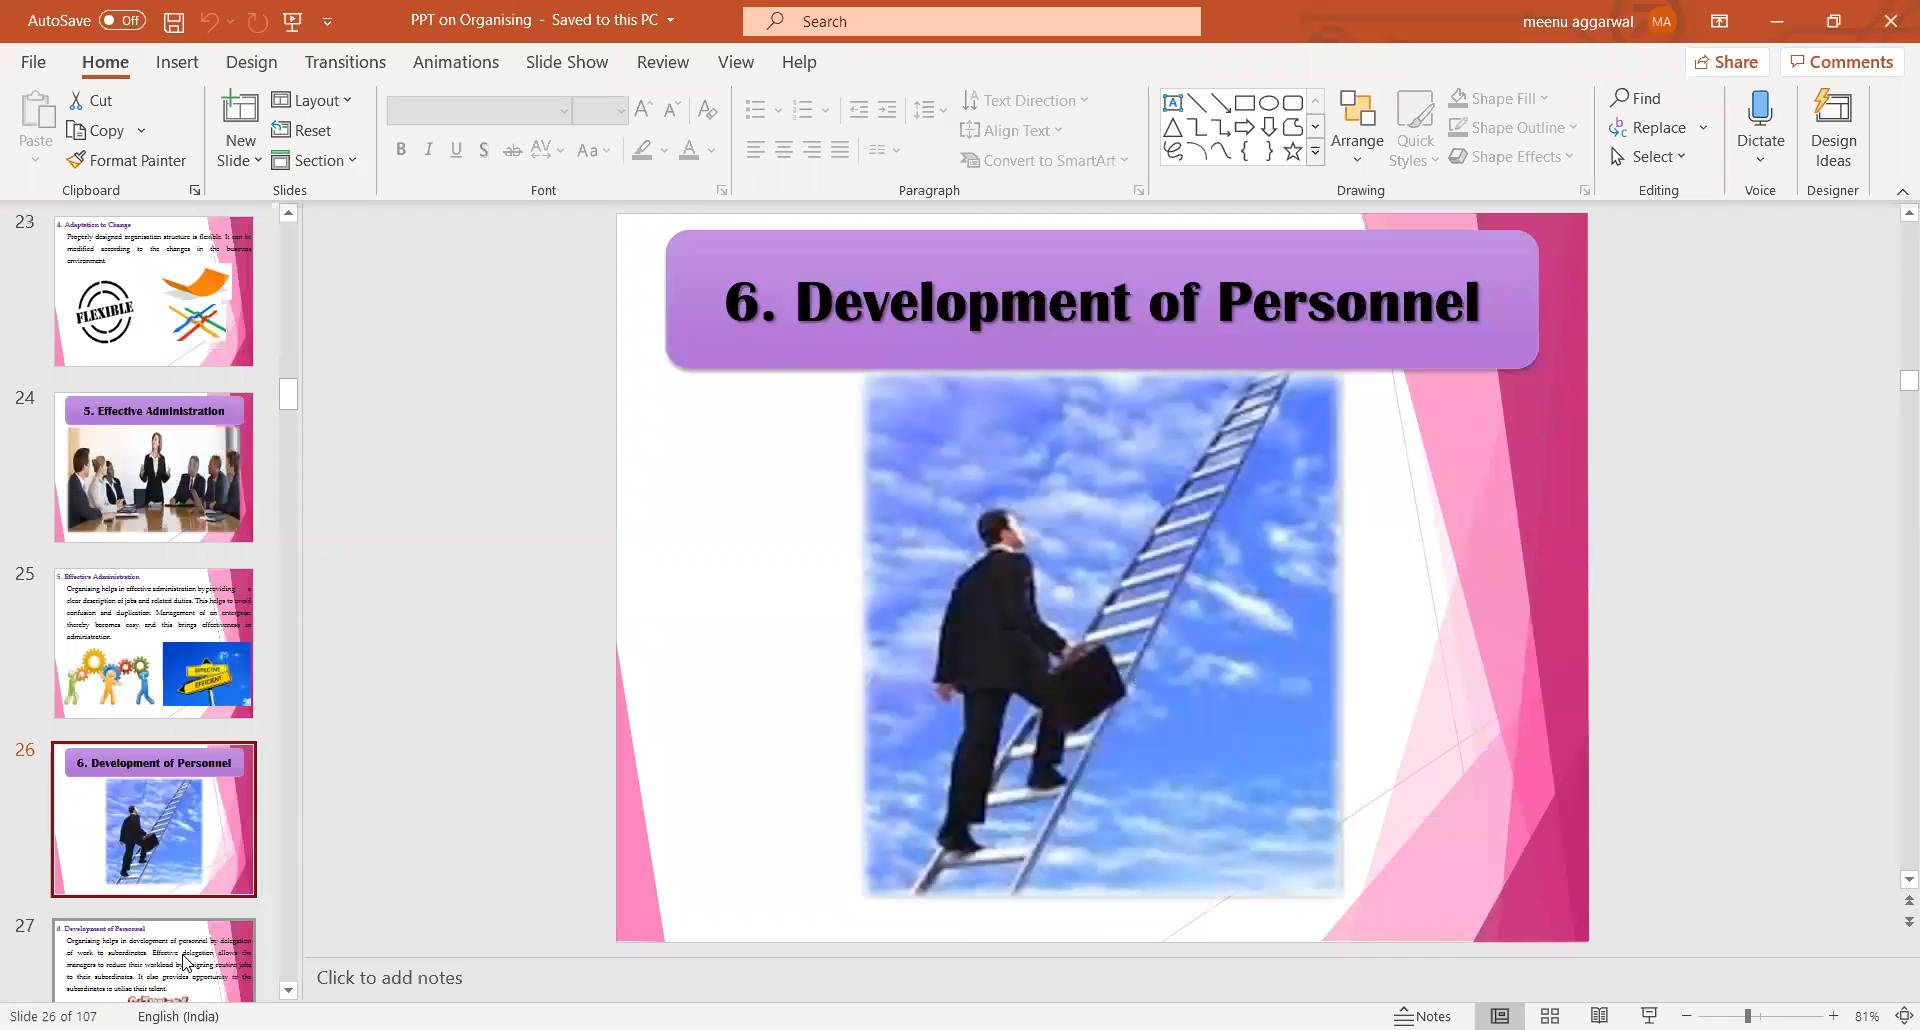 AutoSave Off PPT on Organising - Saved to this PC Search meenu aggarwal MA
File Home Insert Design Transitions Animations Slide Show Review View Help Share Comments
Paste Cut Copy Format Painter
Clipboard
New Slide Layout Reset Section
Slides
B I U S ab AV Aa A
Font
Text Direction
Align Text
Convert to SmartArt
Paragraph
Arrange Quick Styles Shape Fill Shape Outline Shape Effects
Drawing
Find
Replace
Select
Editing
Dictate
Voice
Design Ideas
Designer
23
4. Adaptation to Change
Properly designed organisation structure is flexible. It can be
modified according to the changes in the business
environment.
FLEXIBLE
24
5. Effective Administration
25
5. Effective Administration
Organising helps in effective administration by providing a
clear description of jobs and related duties. This helps to avoid
confusion and duplication. Management of an enterprise
thereby becomes easy and this brings effectiveness in
administration.
EFFECTIVE
EFFICIENT
26
6. Development of Personnel
27
Development of Personnel
Organising helps in development of personnel by delegation
of work to subordinates. Effective delegation allows the
managers to reduce their workload by assigning routine jobs
to their subordinates. It also provides opportunity to the
subordinates to utilise their talent.
6. Development of Personnel
Click to add notes
Slide 26 of 107 English (India) Notes 81%